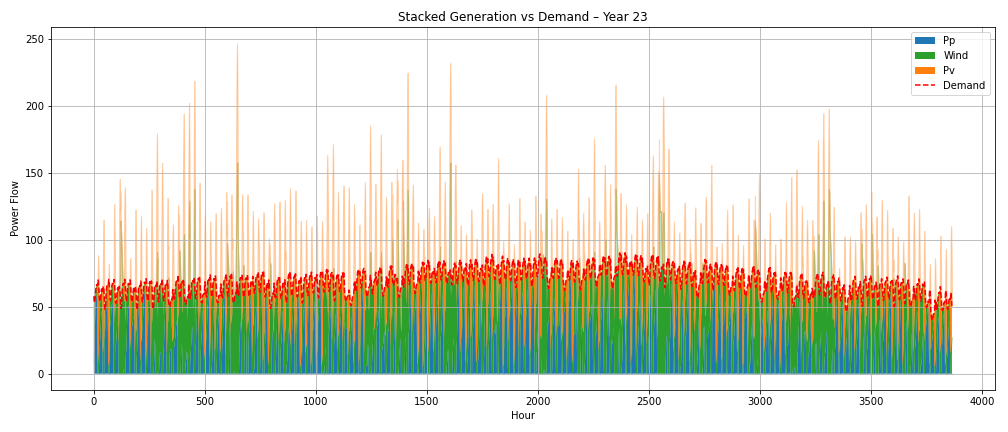 Stacked Generation vs Demand – Year 23
250
200
150
100
50
0
Power Flow
0 500 1000 1500 2000 2500 3000 3500 4000
Hour
Pp
Wind
Pv
Demand